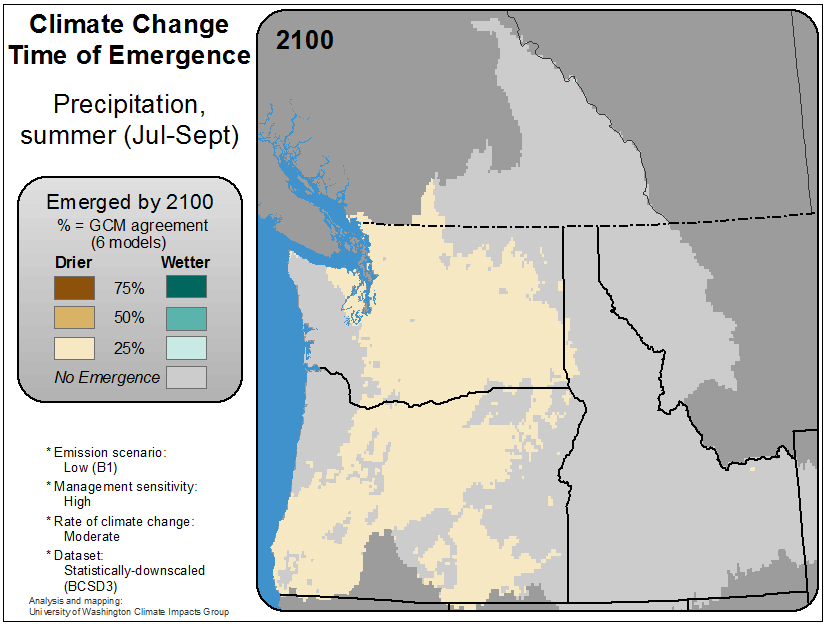 Climate Change
Time of Emergence
2100
Precipitation,
summer (Jul-Sept)
Emerged by 2100
% = GCM agreement
(6 models)
Drier Wetter
75%
50%
25%
No Emergence
* Emission scenario:
Low (B1)
* Management sensitivity:
High
* Rate of climate change:
Moderate
* Dataset:
Statistically-downscaled
(BCSD3)
Analysis and mapping:
University of Washington Climate Impacts Group